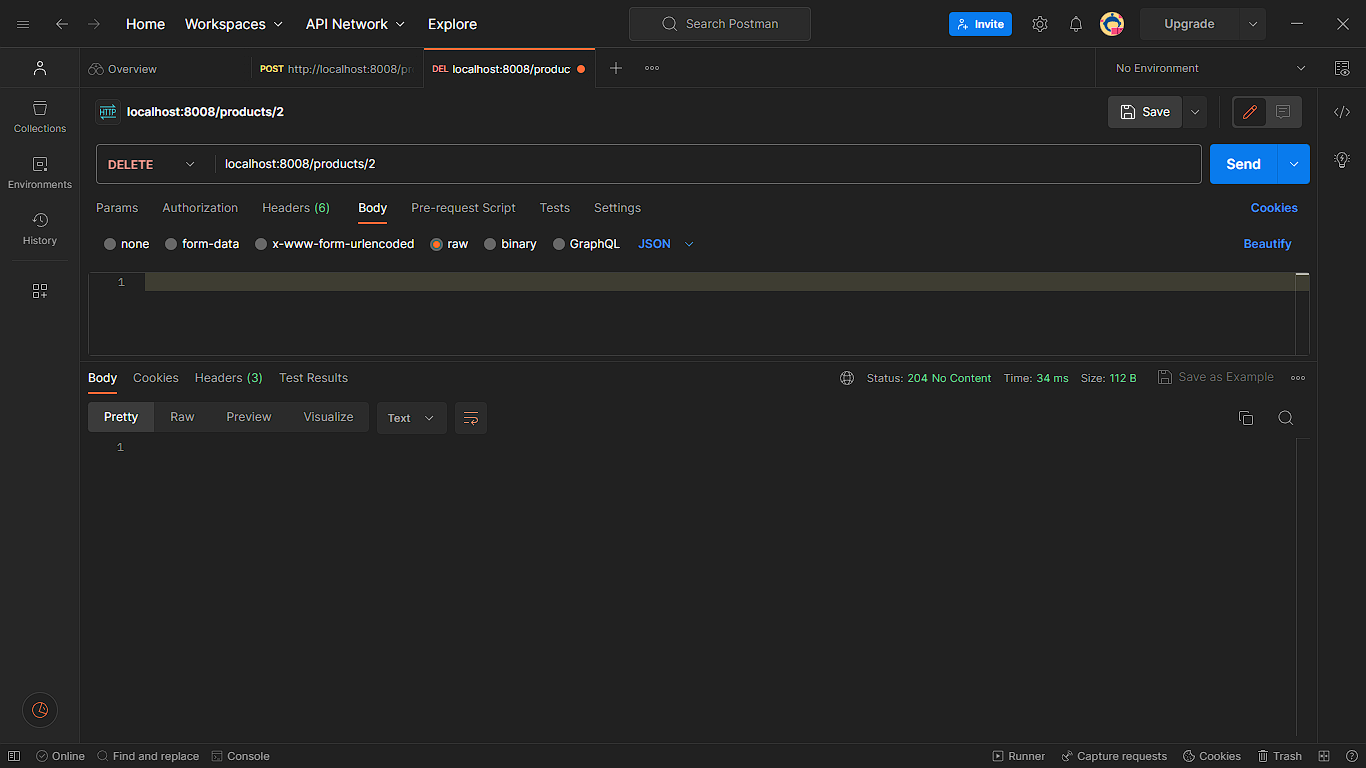 Home Workspaces API Network Explore Search Postman Invite Upgrade
Overview POST http://localhost:8008/pr DEL localhost:8008/produc No Environment
HTTP localhost:8008/products/2 Save
Collections
DELETE localhost:8008/products/2 Send
Environments
Params Authorization Headers (6) Body Pre-request Script Tests Settings Cookies
History
none form-data x-www-form-urlencoded raw binary GraphQL JSON Beautify
1
Body Cookies Headers (3) Test Results Status: 204 No Content Time: 34 ms Size: 112 B Save as Example
Pretty Raw Preview Visualize Text
1
Online Find and replace Console Runner Capture requests Cookies Trash